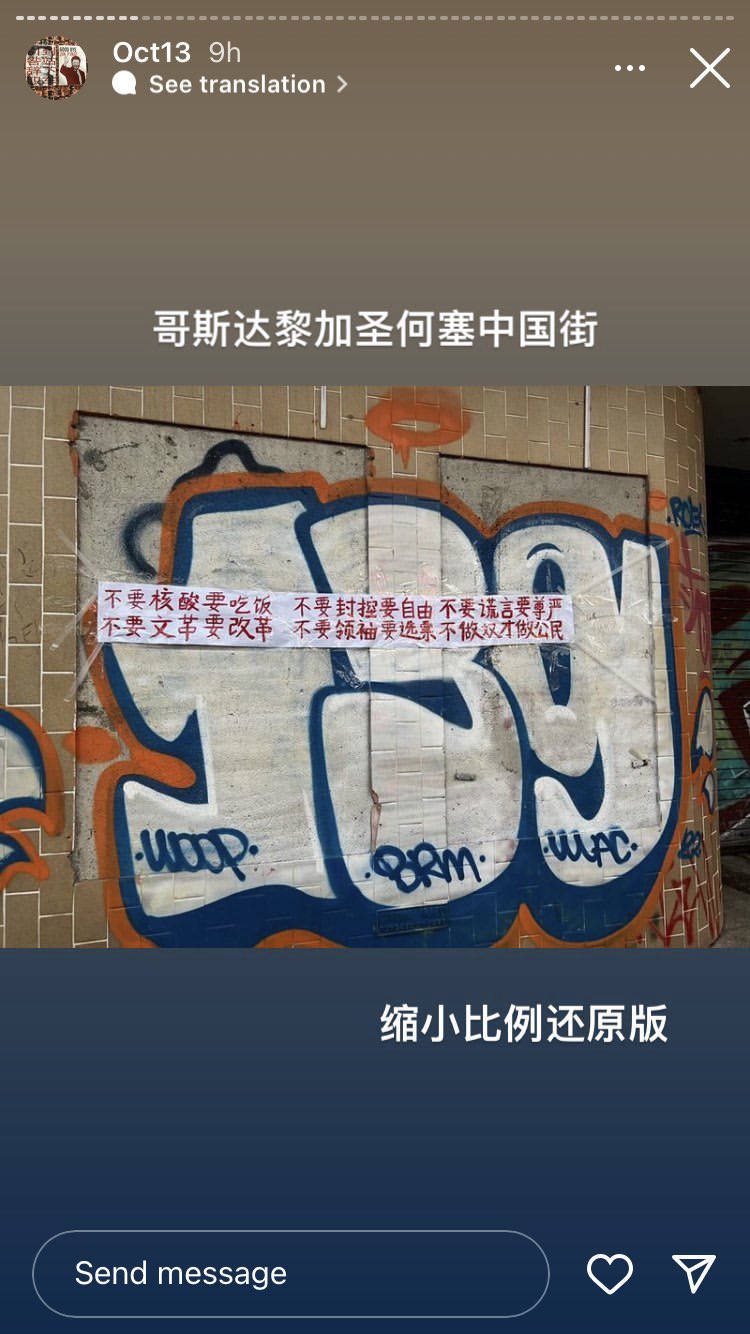 Oct13 9h
See translation
哥斯达黎加圣何塞中国街
不要核酸要吃饭 不要封控要自由 不要谎言要尊严
不要文革要改革 不要领袖要选票 不做奴才做公民
WOOP
BRM
缩小比例还原版
Send message